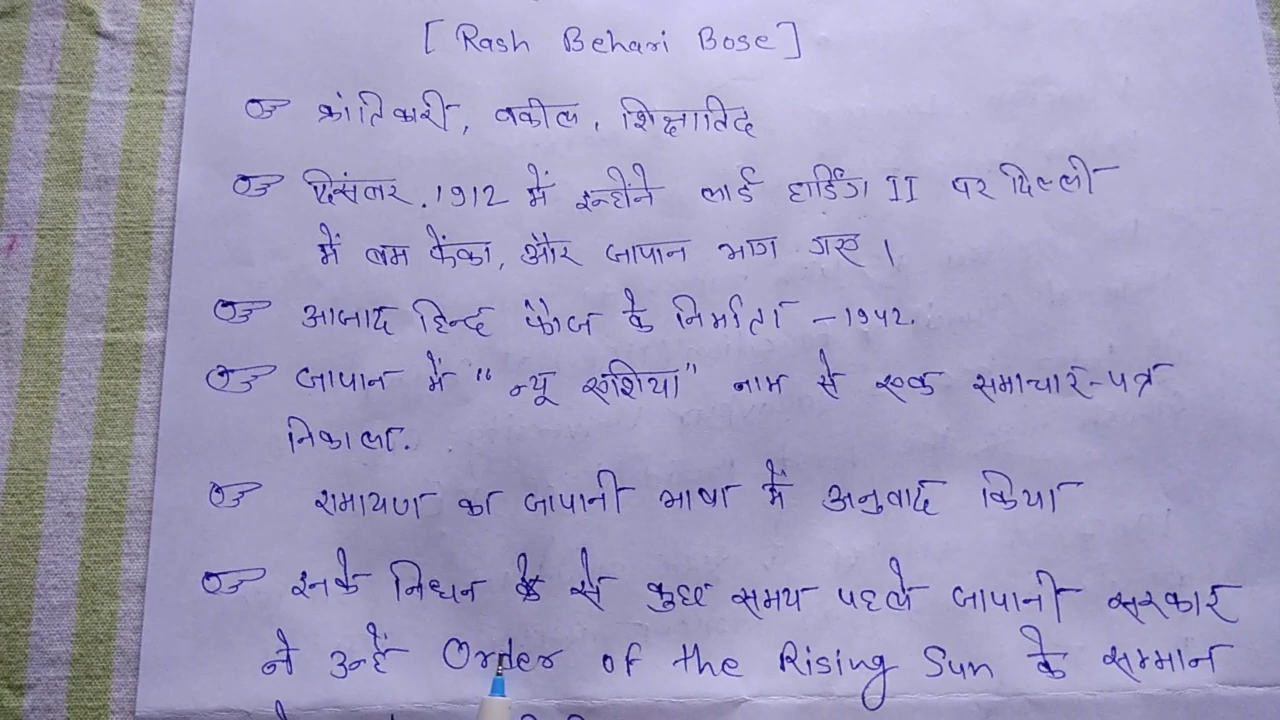 [Rash Behari Bose]
क्रांतिकारी, वकील, शिक्षाविद
दिसंबर.1912 में इन्होंने लार्ड हार्डिंग II पर दिल्ली
में बम फेंका, और जापान भाग गए।
आजाद हिन्द फौज के निर्माता - 1942.
जापान में "न्यू एशिया" नाम से एक समाचार-पत्र
निकाला.
रामायण का जापानी भाषा में अनुवाद किया
इनके निधन से कुछ समय पहले जापानी सरकार
ने उन्हें Order of the Rising Sun के सम्मान